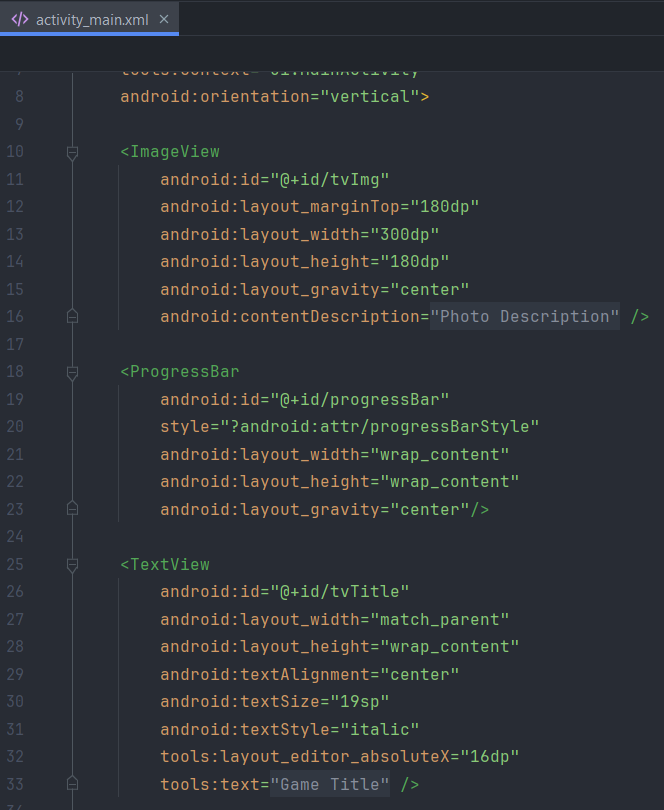 activity_main.xml
8 android:orientation="vertical">
9
10 <ImageView
11 android:id="@+id/tvImg"
12 android:layout_marginTop="180dp"
13 android:layout_width="300dp"
14 android:layout_height="180dp"
15 android:layout_gravity="center"
16 android:contentDescription="Photo Description" />
17
18 <ProgressBar
19 android:id="@+id/progressBar"
20 style="?android:attr/progressBarStyle"
21 android:layout_width="wrap_content"
22 android:layout_height="wrap_content"
23 android:layout_gravity="center"/>
24
25 <TextView
26 android:id="@+id/tvTitle"
27 android:layout_width="match_parent"
28 android:layout_height="wrap_content"
29 android:textAlignment="center"
30 android:textSize="19sp"
31 android:textStyle="italic"
32 tools:layout_editor_absoluteX="16dp"
33 tools:text="Game Title" />